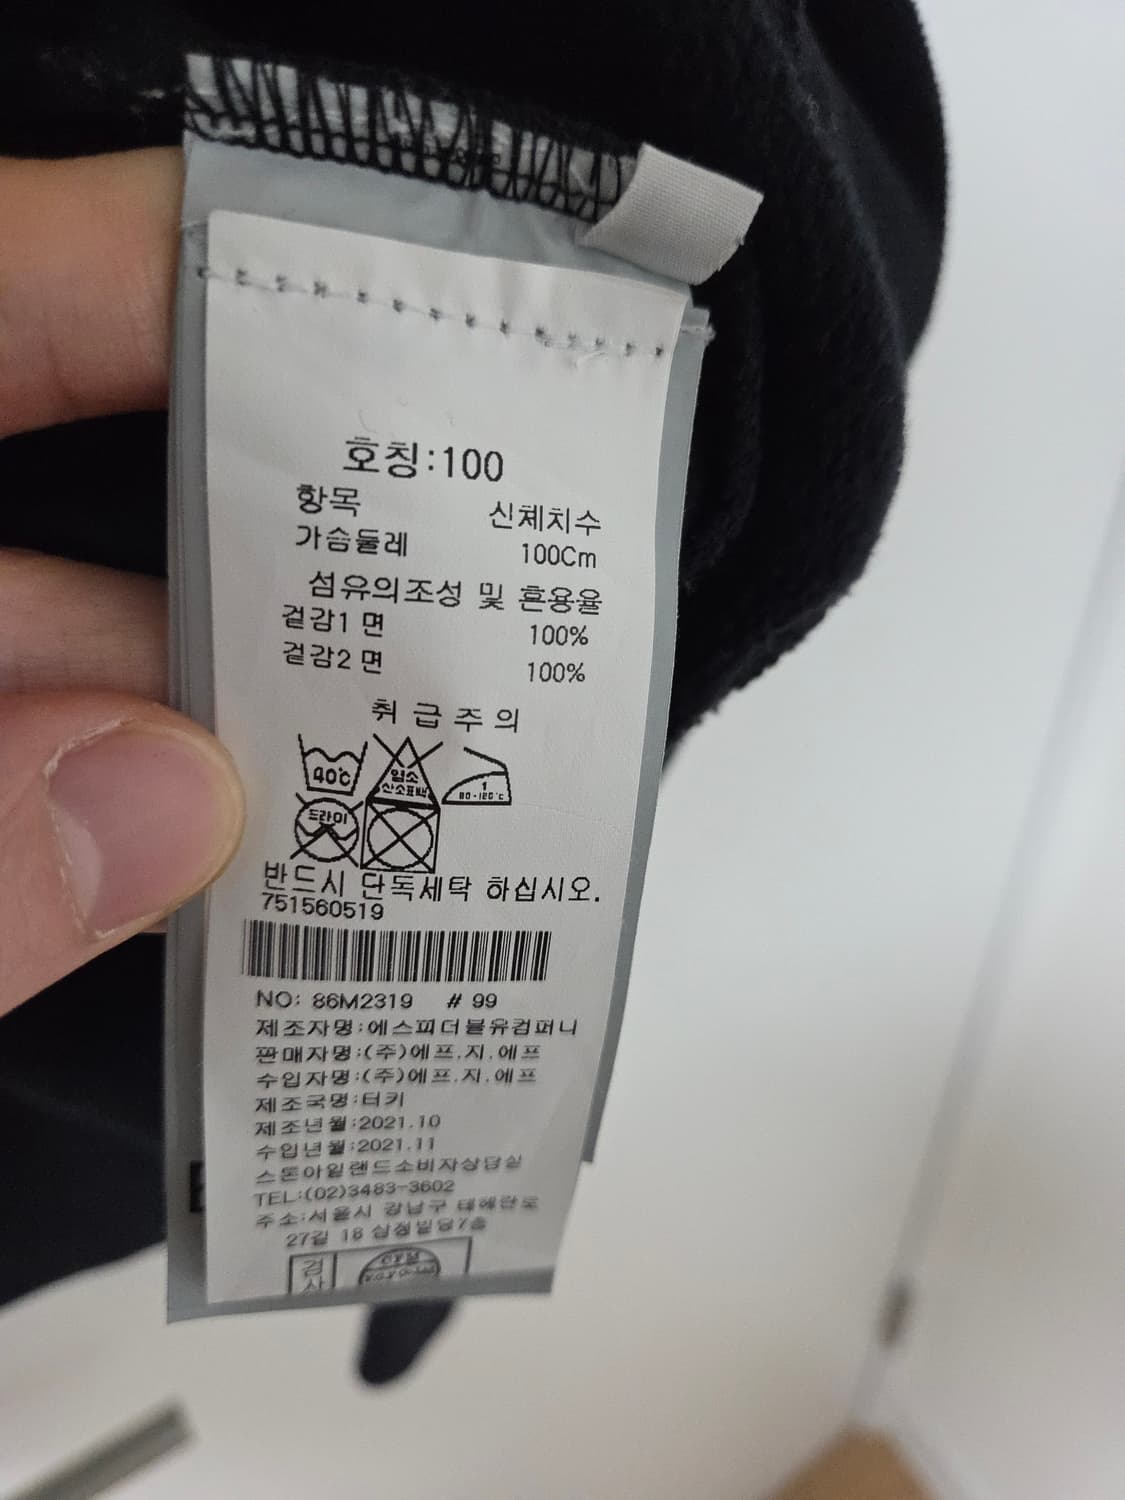 호칭:100
항목 신체치수
가슴둘레 100Cm
섬유의조성 및 혼용율
겉감1 면 100%
겉감2 면 100%
취급주의
40℃
염소
산소표백
1
80-120℃
드라이
반드시 단독세탁 하십시오.
751560519
NO: 86M2319 # 99
제조자명:에스피더블유컴퍼니
판매자명:(주)에프.지.에프
수입자명:(주)에프.지.에프
제조국명:터키
제조년월:2021.10
수입년월:2021.11
스톤아일랜드소비자상담실
TEL:(02)3483-3602
주소:서울시 강남구 테헤란로
27길 18 삼정빌딩7층
검사